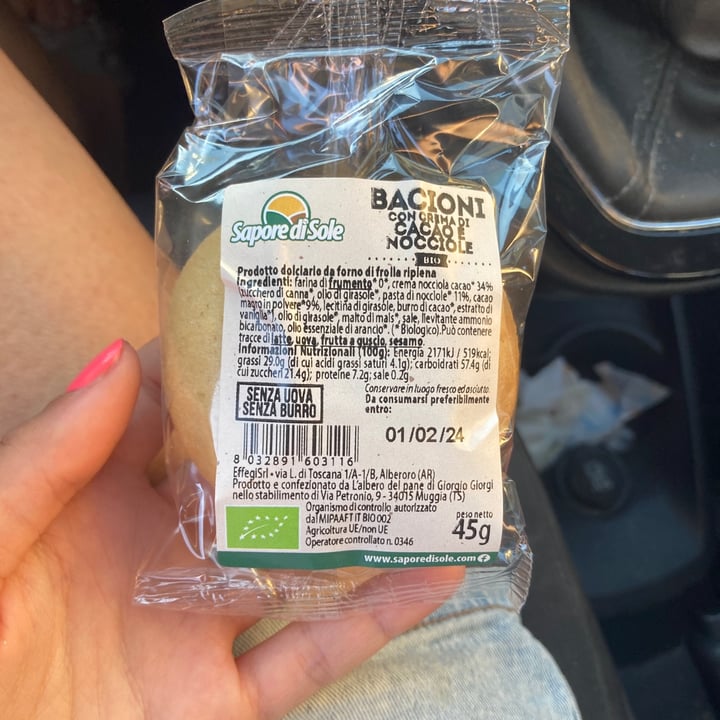 Sapore di Sole
BACIONI
CON CREMA DI
CACAO E
NOCCIOLE
BIO
Prodotto dolciario da forno di frolla ripiena
Ingredienti: farina di frumento* 0*, crema nocciola cacao* 34%
(zucchero di canna*, olio di girasole*, pasta di nocciole* 11%, cacao
magro in polvere* 9%, lecitina di girasole, burro di cacao*, estratto di
vaniglia*), olio di girasole*, malto di mais*, sale, lievitante ammonio
bicarbonato, olio essenziale di arancio*. (*Biologico). Può contenere
tracce di latte, uova, frutta a guscio, sesamo.
Informazioni Nutrizionali (100g): Energia 2171kJ / 519kcal;
grassi 29.0g (di cui acidi grassi saturi 4.1g); carboidrati 57.4g (di
cui zuccheri 21.4g); proteine 7.2g; sale 0.2g.
Conservare in luogo fresco ed asciutto.
SENZA UOVA
SENZA BURRO
Da consumarsi preferibilmente
entro:
01/02/24
8 032891 603116
EffegiSrl - via L. di Toscana 1/A-1/B, Alberoro (AR)
Prodotto e confezionato da L'albero del pane di Giorgio Giorgi
nello stabilimento di Via Petronio, 9 - 34015 Muggia (TS)
Organismo di controllo autorizzato
dal MIPAAFT IT BIO 002
Agricoltura UE/non UE
Operatore controllato n. 0346
peso netto
45g
www.saporedisole.com